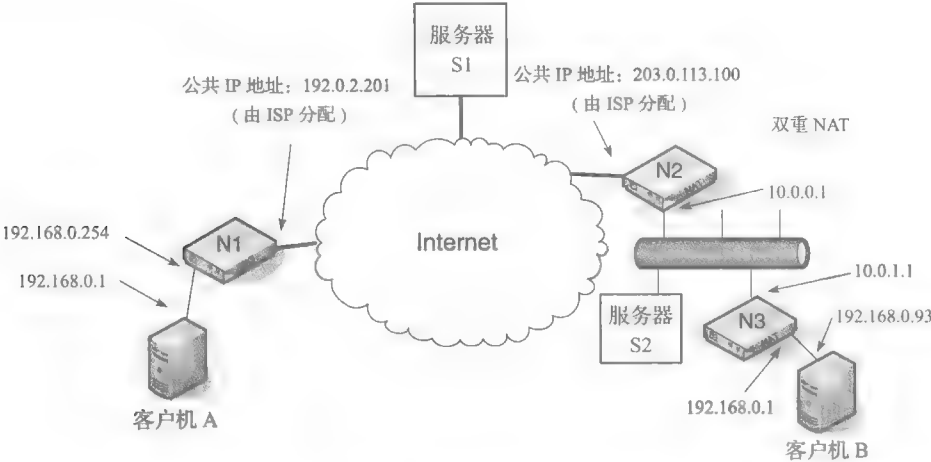 服务器
S1
公共 IP 地址：192.0.2.201
（由 ISP 分配）
公共 IP 地址：203.0.113.100
（由 ISP 分配）
双重 NAT
N2
10.0.0.1
192.168.0.254
N1
Internet
192.168.0.1
10.0.1.1
服务器
S2
N3
192.168.0.93
192.168.0.1
客户机 A
客户机 B